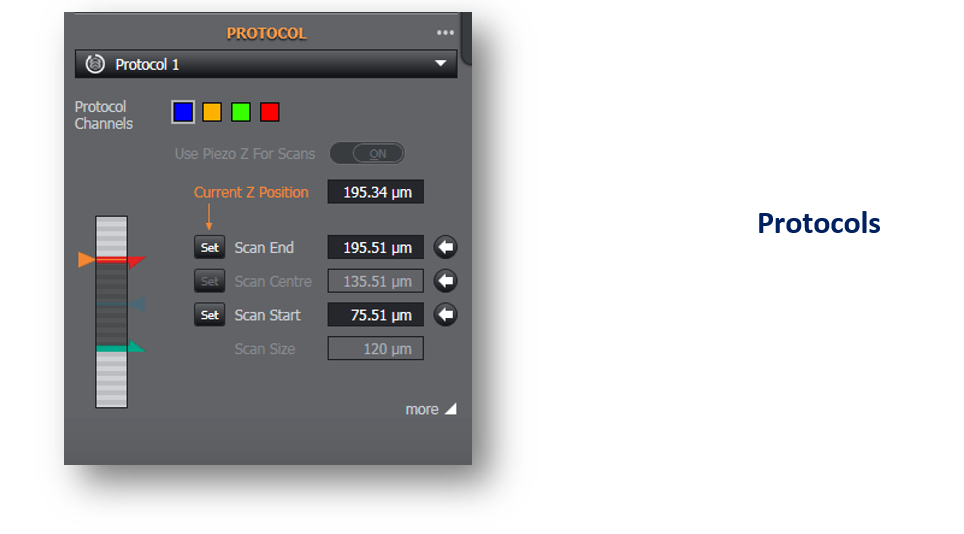 PROTOCOL
Protocol 1
Protocol
Channels
Use Piezo Z For Scans ON
Current Z Position 195.34 µm
Set Scan End 195.51 µm
Set Scan Centre 135.51 µm
Set Scan Start 75.51 µm
Scan Size 120 µm
more
Protocols